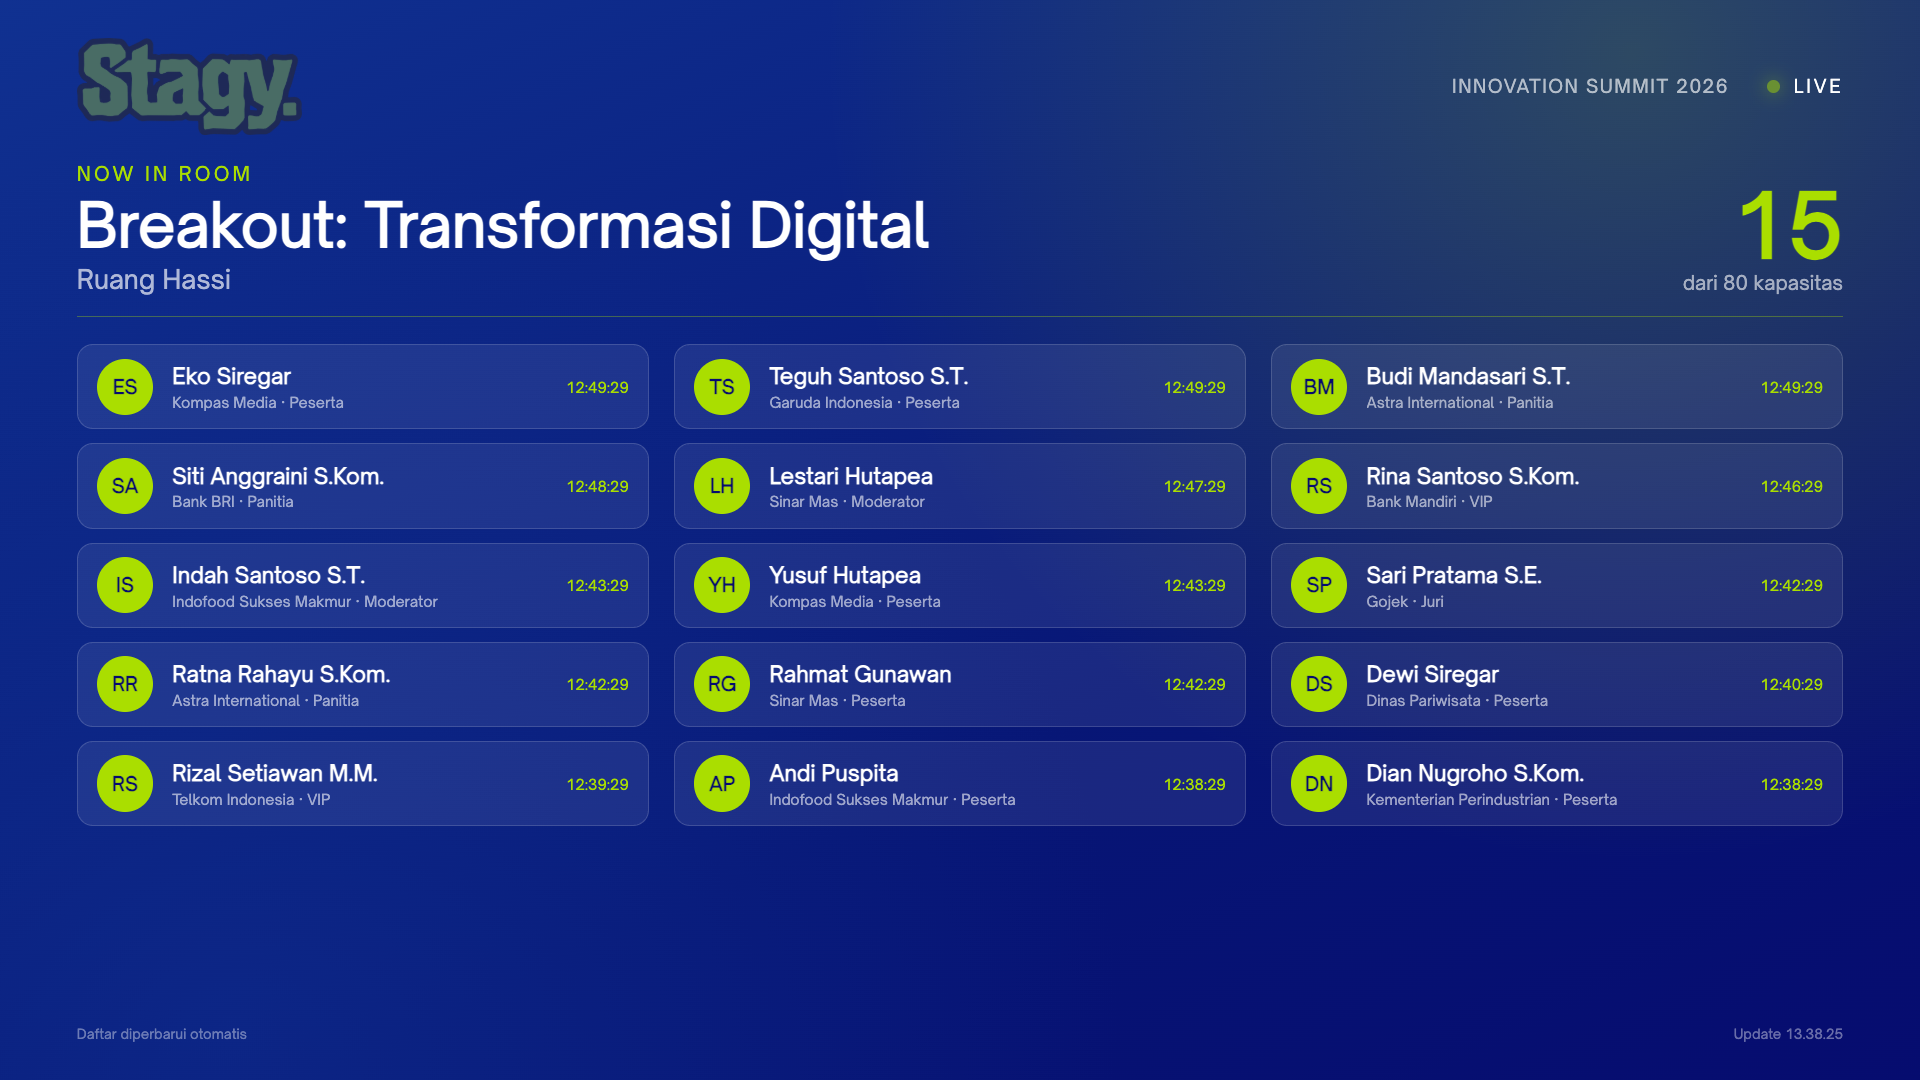 Stagy.
INNOVATION SUMMIT 2026
LIVE
NOW IN ROOM
Breakout: Transformasi Digital
Ruang Hassi
15
dari 80 kapasitas
ES
Eko Siregar
Kompas Media · Peserta
12:49:29
TS
Teguh Santoso S.T.
Garuda Indonesia · Peserta
12:49:29
BM
Budi Mandasari S.T.
Astra International · Panitia
12:49:29
SA
Siti Anggraini S.Kom.
Bank BRI · Panitia
12:48:29
LH
Lestari Hutapea
Sinar Mas · Moderator
12:47:29
RS
Rina Santoso S.Kom.
Bank Mandiri · VIP
12:46:29
IS
Indah Santoso S.T.
Indofood Sukses Makmur · Moderator
12:43:29
YH
Yusuf Hutapea
Kompas Media · Peserta
12:43:29
SP
Sari Pratama S.E.
Gojek · Juri
12:42:29
RR
Ratna Rahayu S.Kom.
Astra International · Panitia
12:42:29
RG
Rahmat Gunawan
Sinar Mas · Peserta
12:42:29
DS
Dewi Siregar
Dinas Pariwisata · Peserta
12:40:29
RS
Rizal Setiawan M.M.
Telkom Indonesia · VIP
12:39:29
AP
Andi Puspita
Indofood Sukses Makmur · Peserta
12:38:29
DN
Dian Nugroho S.Kom.
Kementerian Perindustrian · Peserta
12:38:29
Daftar diperbarui otomatis
Update 13.38.25